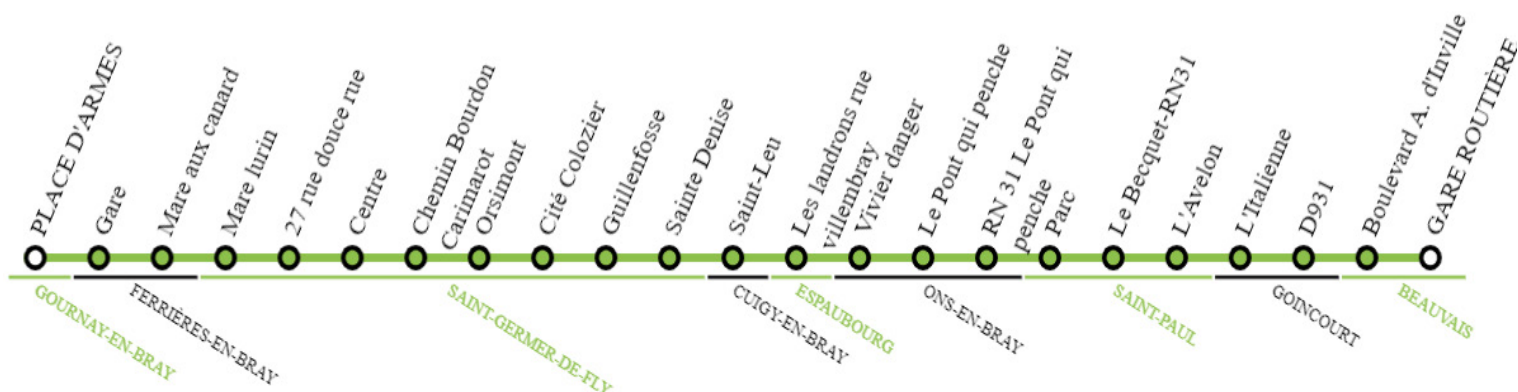 PLACE D'ARMES
Gare
Mare aux canard
Mare lurin
27 rue douce rue
Centre
Chemin Bourdon
Carimarot
Orsimont
Cité Colozier
Guillenfosse
Sainte Denise
Saint-Leu
Les landrons rue
villembray
Vivier danger
Le Pont qui penche
RN 31 Le Pont qui
penche
Parc
Le Becquet-RN31
L'Avelon
L'Italienne
D931
Boulevard A. d'Inville
GARE ROUTIÈRE
GOURNAY-EN-BRAY
FERRIÈRES-EN-BRAY
SAINT-GERMER-DE-FLY
CUIGY-EN-BRAY
ESPAUBOURG
ONS-EN-BRAY
SAINT-PAUL
GOINCOURT
BEAUVAIS